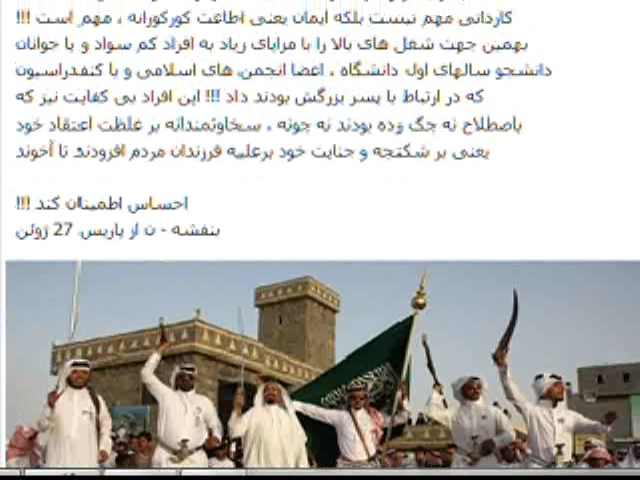 کاردانی مهم نیست بلکه ایمان یعنی اطاعت کورکورانه ، مهم است !!!
بهمین جهت شغل های بالا را با مزایای زیاد به افراد کم سواد و یا جوانان
دانشجو سالهای اول دانشگاه ، اعضا انجمن های اسلامی و یا کنفدراسیون
که در ارتباط با پسر بزرگش بودند داد !!! این افراد بی کفایت نیز که
باصطلاح نه جک زده بودند نه چونه ، سخاوتمندانه بر غلظت اعتقاد خود
یعنی بر شکنجه و جنایت خود برعلیه فرزندان مردم افزودند تا آخوند
احساس اطمینان کند !!!
بنفشه - ن از پاریس 27 ژوئن